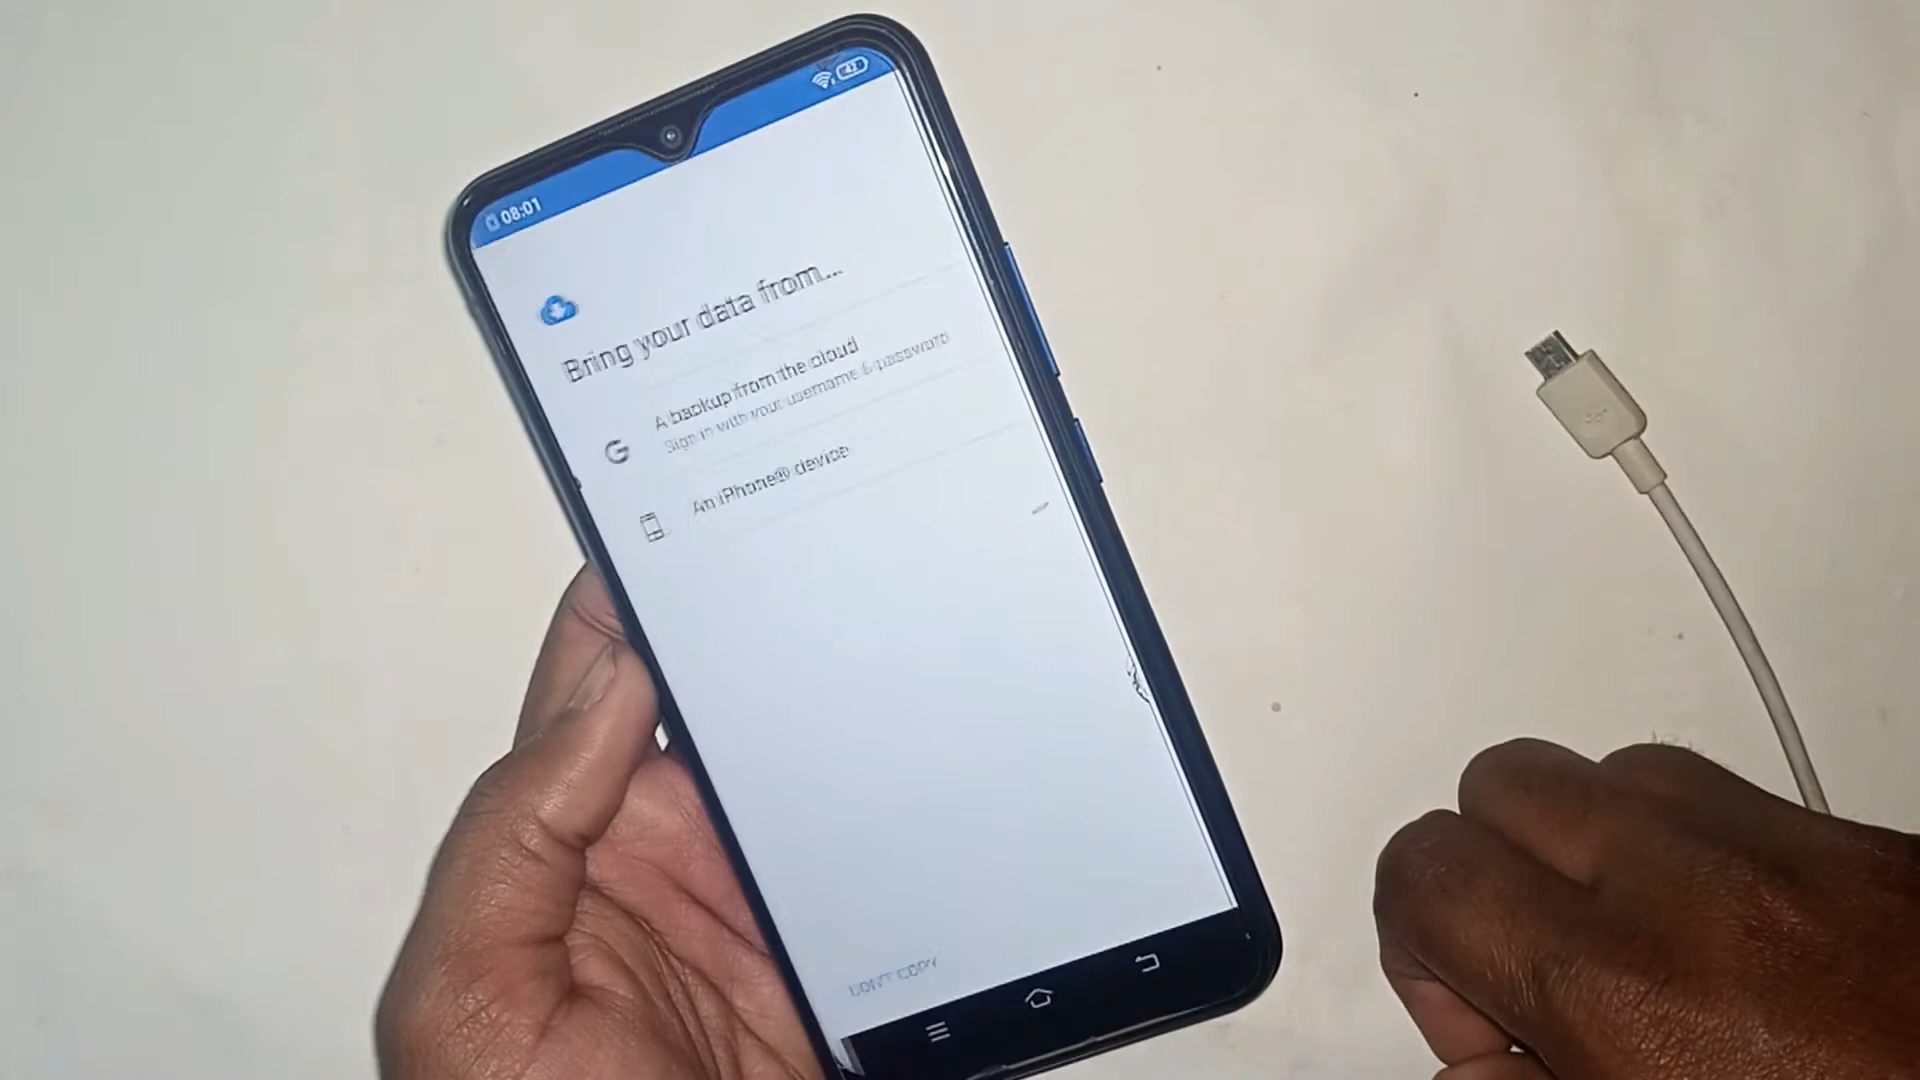 08:01
42
Bring your data from...
A backup from the cloud
Sign in with your username & password
G
An iPhone® device
DON'T COPY